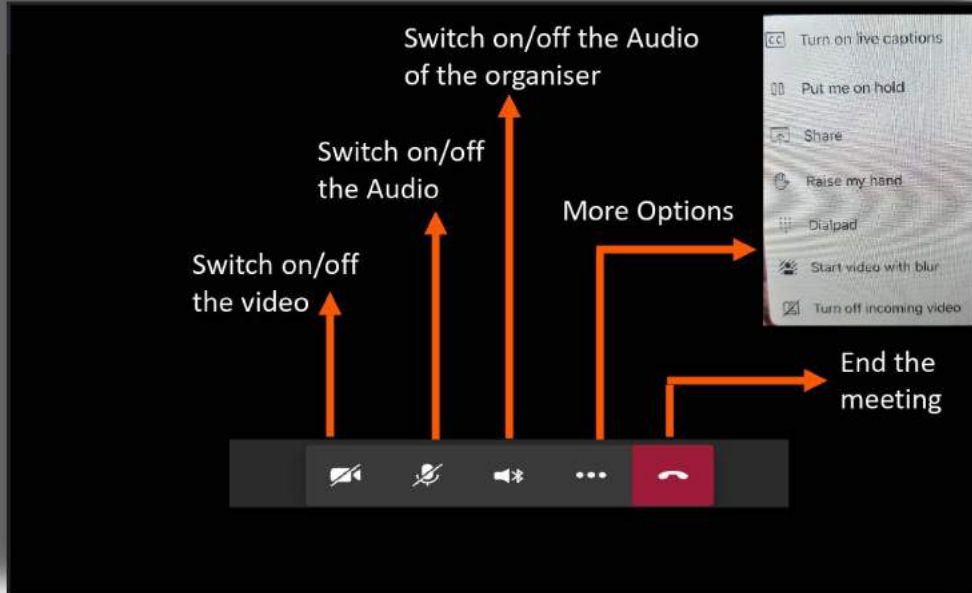 Switch on/off the Audio
of the organiser
Switch on/off
the Audio
More Options
Switch on/off
the video
CC Turn on live captions
Put me on hold
Share
Raise my hand
Dialpad
Start video with blur
Turn off incoming video
End the
meeting